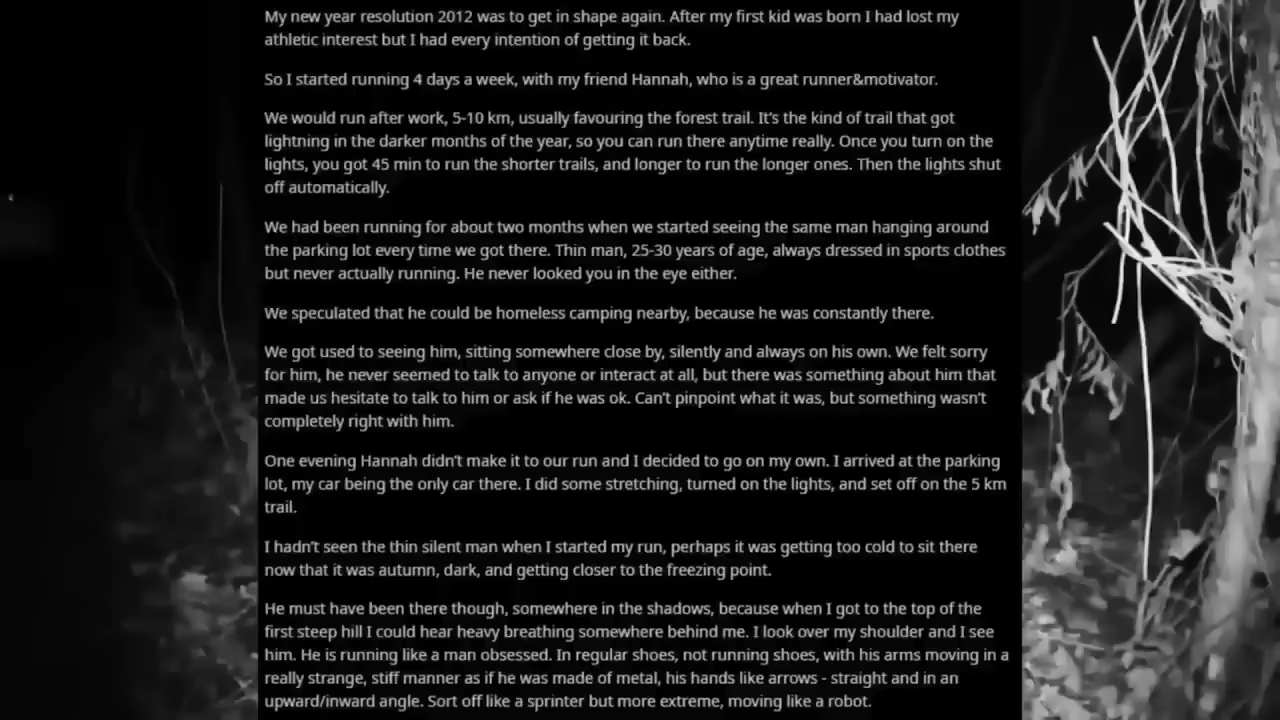 My new year resolution 2012 was to get in shape again. After my first kid was born I had lost my
athletic interest but I had every intention of getting it back.
So I started running 4 days a week, with my friend Hannah, who is a great runner&motivator.
We would run after work, 5-10 km, usually favouring the forest trail. It's the kind of trail that got
lightning in the darker months of the year, so you can run there anytime really. Once you turn on the
lights, you got 45 min to run the shorter trails, and longer to run the longer ones. Then the lights shut
off automatically.
We had been running for about two months when we started seeing the same man hanging around
the parking lot every time we got there. Thin man, 25-30 years of age, always dressed in sports clothes
but never actually running. He never looked you in the eye either.
We speculated that he could be homeless camping nearby, because he was constantly there.
We got used to seeing him, sitting somewhere close by, silently and always on his own. We felt sorry
for him, he never seemed to talk to anyone or interact at all, but there was something about him that
made us hesitate to talk to him or ask if he was ok. Can't pinpoint what it was, but something wasn't
completely right with him.
One evening Hannah didn't make it to our run and I decided to go on my own. I arrived at the parking
lot, my car being the only car there. I did some stretching, turned on the lights, and set off on the 5 km
trail.
I hadn't seen the thin silent man when I started my run, perhaps it was getting too cold to sit there
now that it was autumn, dark, and getting closer to the freezing point.
He must have been there though, somewhere in the shadows, because when I got to the top of the
first steep hill I could hear heavy breathing somewhere behind me. I look over my shoulder and I see
him. He is running like a man obsessed. In regular shoes, not running shoes, with his arms moving in a
really strange, stiff manner as if he was made of metal, his hands like arrows - straight and in an
upward/inward angle. Sort off like a sprinter but more extreme, moving like a robot.